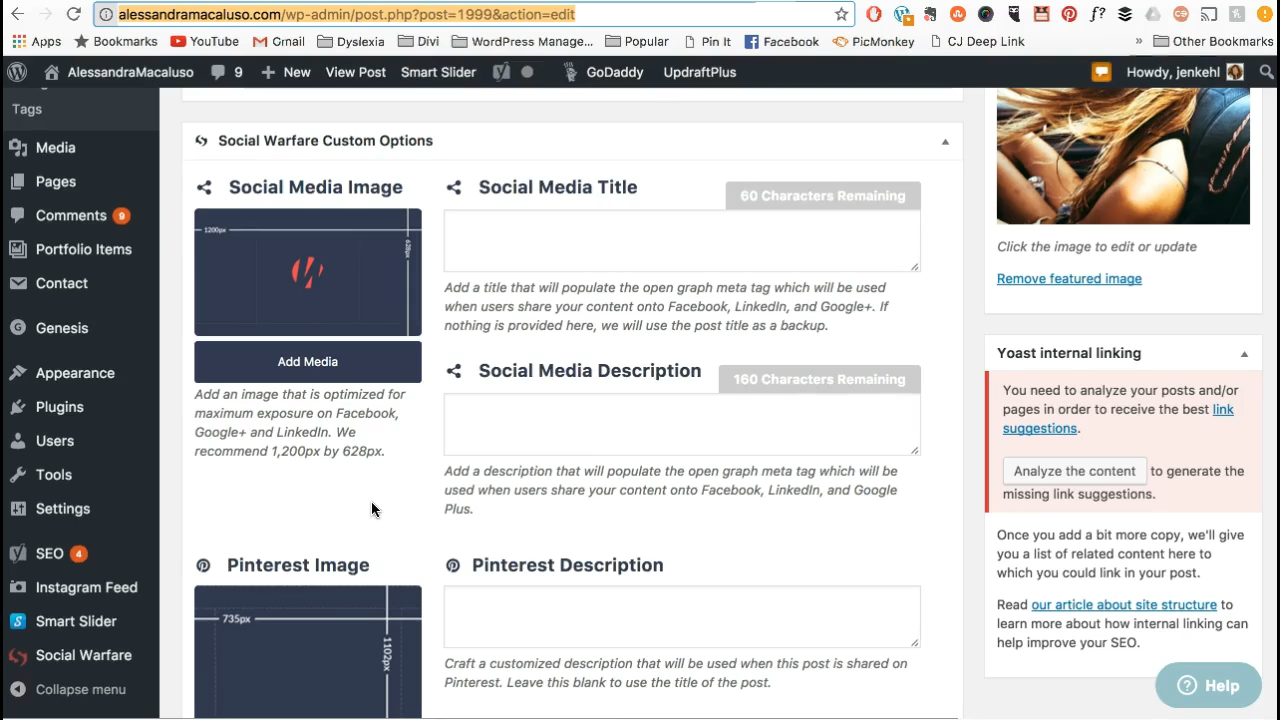 alessandramacaluso.com/wp-admin/post.php?post=1999&action=edit
Apps Bookmarks YouTube Gmail Dyslexia Divi WordPress Manage... Popular Pin It Facebook PicMonkey CJ Deep Link » Other Bookmarks
AlessandraMacaluso 9 New View Post Smart Slider GoDaddy UpdraftPlus Howdy, jenkehl
Tags
Media
Pages
Comments 9
Portfolio Items
Contact
Genesis
Appearance
Plugins
Users
Tools
Settings
SEO 4
Instagram Feed
Smart Slider
Social Warfare
Collapse menu
Social Warfare Custom Options
Social Media Image
1200px
628px
Add Media
Add an image that is optimized for
maximum exposure on Facebook,
Google+ and LinkedIn. We
recommend 1,200px by 628px.
Social Media Title
60 Characters Remaining
Add a title that will populate the open graph meta tag which will be used
when users share your content onto Facebook, LinkedIn, and Google+. If
nothing is provided here, we will use the post title as a backup.
Social Media Description
160 Characters Remaining
Add a description that will populate the open graph meta tag which will be
used when users share your content onto Facebook, LinkedIn, and Google
Plus.
Pinterest Image
735px
1102px
Pinterest Description
Craft a customized description that will be used when this post is shared on
Pinterest. Leave this blank to use the title of the post.
Click the image to edit or update
Remove featured image
Yoast internal linking
You need to analyze your posts and/or
pages in order to receive the best link
suggestions.
Analyze the content to generate the
missing link suggestions.
Once you add a bit more copy, we'll give
you a list of related content here to
which you could link in your post.
Read our article about site structure to
learn more about how internal linking can
help improve your SEO.
Help